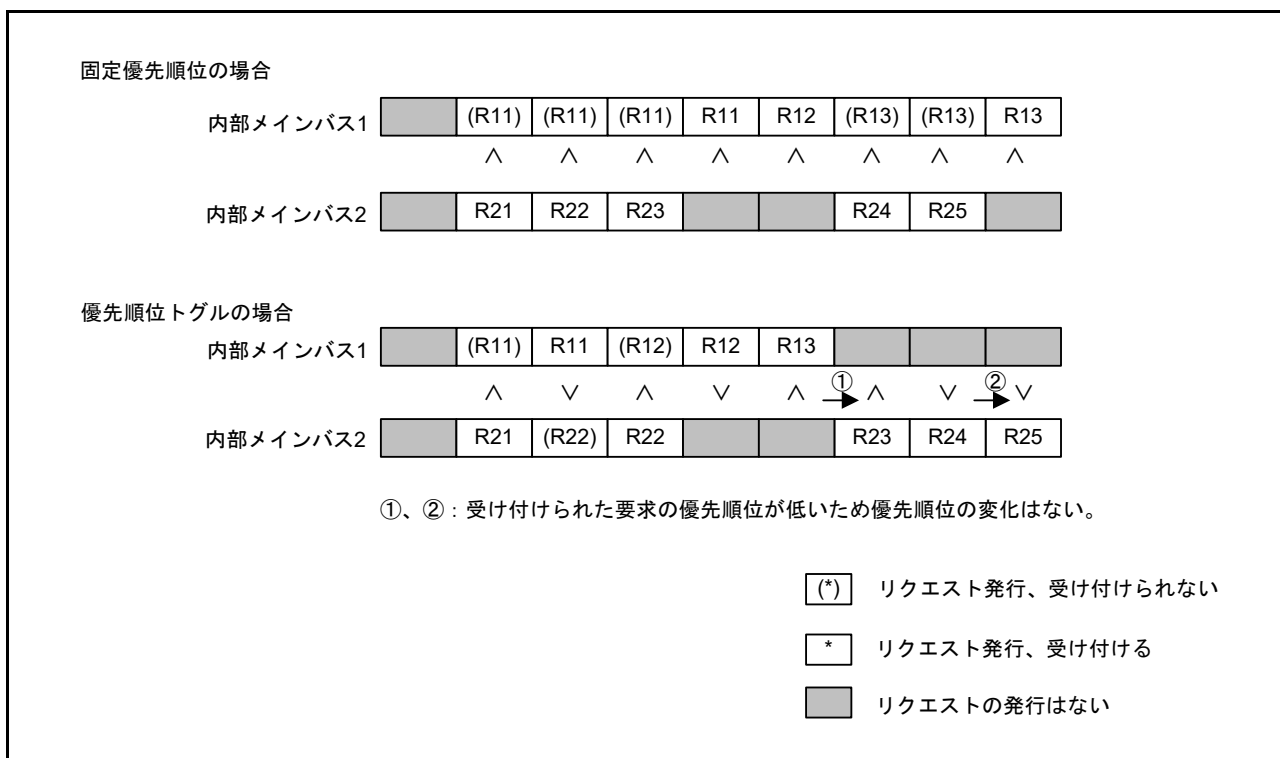 固定優先順位の場合
内部メインバス1 (R11) (R11) (R11) R11 R12 (R13) (R13) R13
∧ ∧ ∧ ∧ ∧ ∧ ∧ ∧
内部メインバス2 R21 R22 R23 R24 R25
優先順位トグルの場合
内部メインバス1 (R11) R11 (R12) R12 R13
∧ ∨ ∧ ∨ ∧ ① ∧ ∨ ② ∨
内部メインバス2 R21 (R22) R22 R23 R24 R25
①、②：受け付けられた要求の優先順位が低いため優先順位の変化はない。
(*) リクエスト発行、受け付けられない
* リクエスト発行、受け付ける
リクエストの発行はない